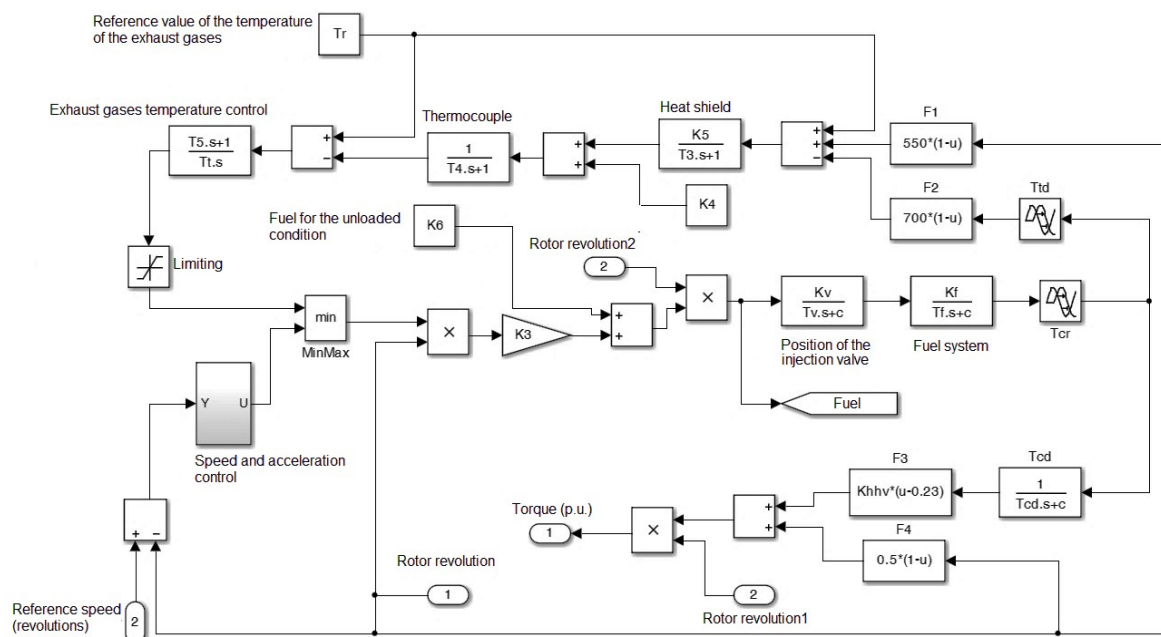 Reference value of the temperature
of the exhaust gases
Tr
Exhaust gases temperature control
T5.s+1
Tt.s
+
−
Thermocouple
1
T4.s+1
+
+
Heat shield
K5
T3.s+1
+
+
−
F1
550*(1-u)
F2
700*(1-u)
Ttd
K4
Fuel for the unloaded
condition
K6
Rotor revolution2
2
Limiting
min
MinMax
×
K3
+
+
×
Kv
Tv.s+c
Position of the
injection valve
Kf
Tf.s+c
Fuel system
Tcr
Fuel
Y
U
Speed and acceleration
control
+
−
Reference speed
(revolutions)
2
Rotor revolution
1
Torque (p.u.)
1
×
+
+
F3
Khhv*(u-0.23)
Tcd
1
Tcd.s+c
F4
0.5*(1-u)
2
Rotor revolution1